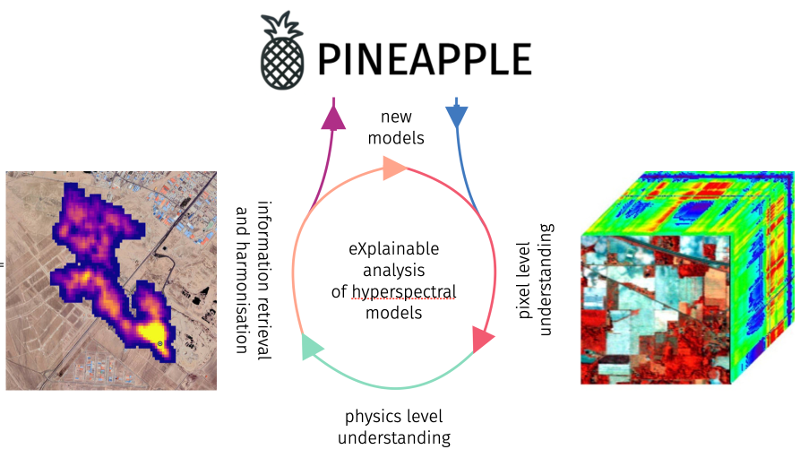 PINEAPPLE
new
models
information retrieval
and harmonisation
eXplainable
analysis
of hyperspectral
models
pixel level
understanding
physics level
understanding